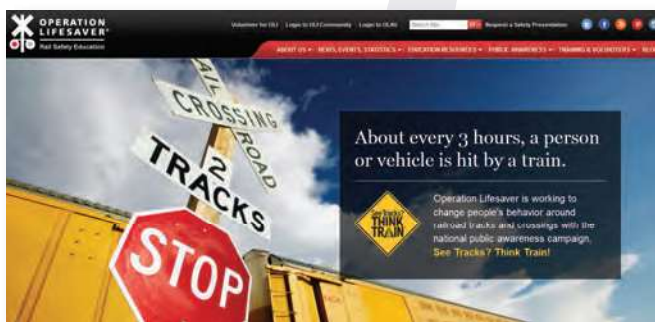 OPERATION
LIFESAVER®
Rail Safety Education
Volunteer for OLI Login to OLI Community Login to OLAIS Request a Safety Presentation
ABOUT US NEWS, EVENTS, STATISTICS EDUCATION RESOURCES PUBLIC AWARENESS TRAINING & VOLUNTEERS
RAIL ROAD
CROSSING
2
TRACKS
STOP
About every 3 hours, a person
or vehicle is hit by a train.
See Tracks?
THINK
TRAIN
Operation Lifesaver is working to
change people's behavior around
railroad tracks and crossings with the
national public awareness campaign,
See Tracks? Think Train!